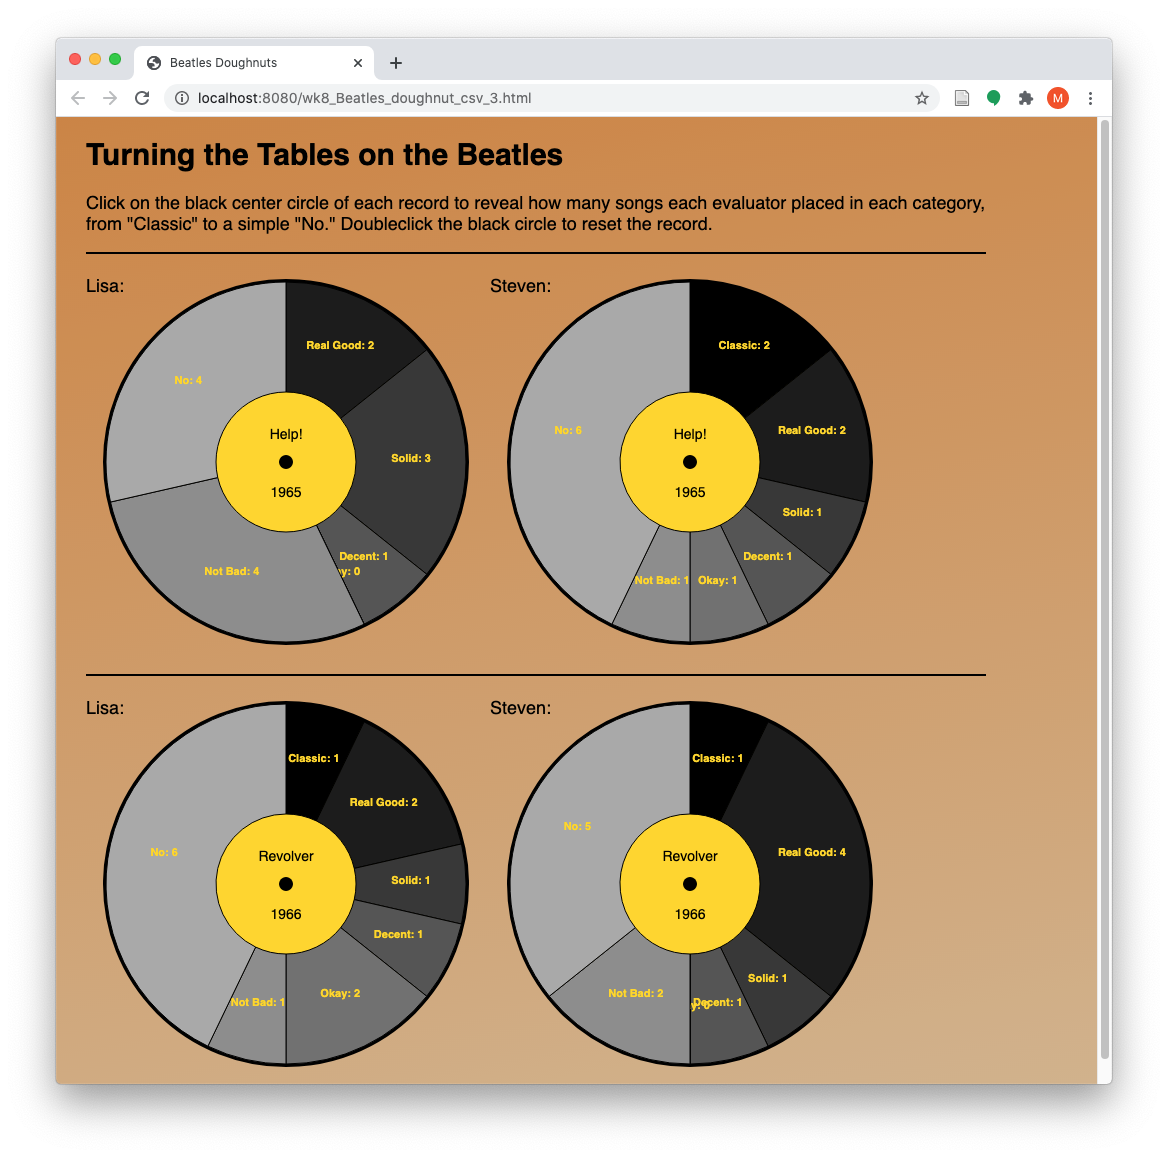 Beatles Doughnuts
localhost:8080/wk8_Beatles_doughnut_csv_3.html
M
Turning the Tables on the Beatles
Click on the black center circle of each record to reveal how many songs each evaluator placed in each category,
from "Classic" to a simple "No." Doubleclick the black circle to reset the record.
Lisa:
Real Good: 2
No: 4
Help!
Solid: 3
1965
Decent: 1
y: 0
Not Bad: 4
Steven:
Classic: 2
No: 6
Real Good: 2
Help!
1965
Solid: 1
Decent: 1
Not Bad: 1
Okay: 1
Lisa:
Classic: 1
Real Good: 2
No: 6
Revolver
Solid: 1
1966
Decent: 1
Okay: 2
Not Bad: 1
Steven:
Classic: 1
No: 5
Real Good: 4
Revolver
1966
Solid: 1
Not Bad: 2
Decent: 1
y: 0